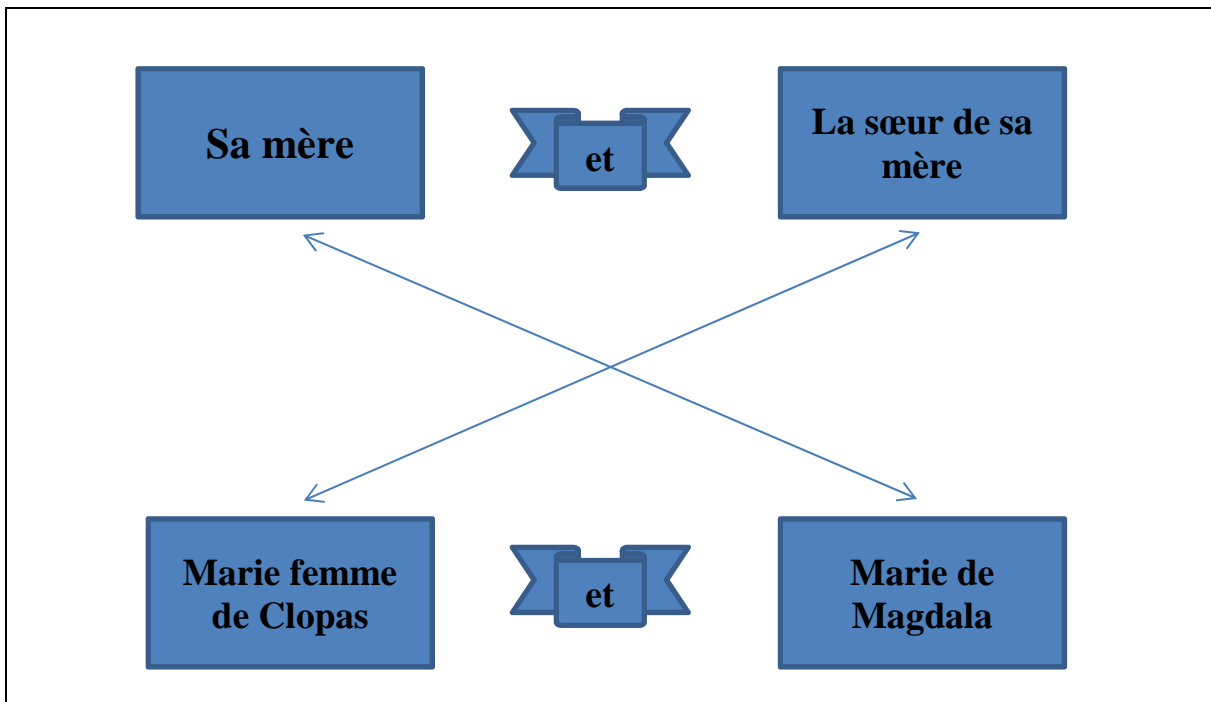 Sa mère
et
La sœur de sa
mère
Marie femme
de Clopas
et
Marie de
Magdala